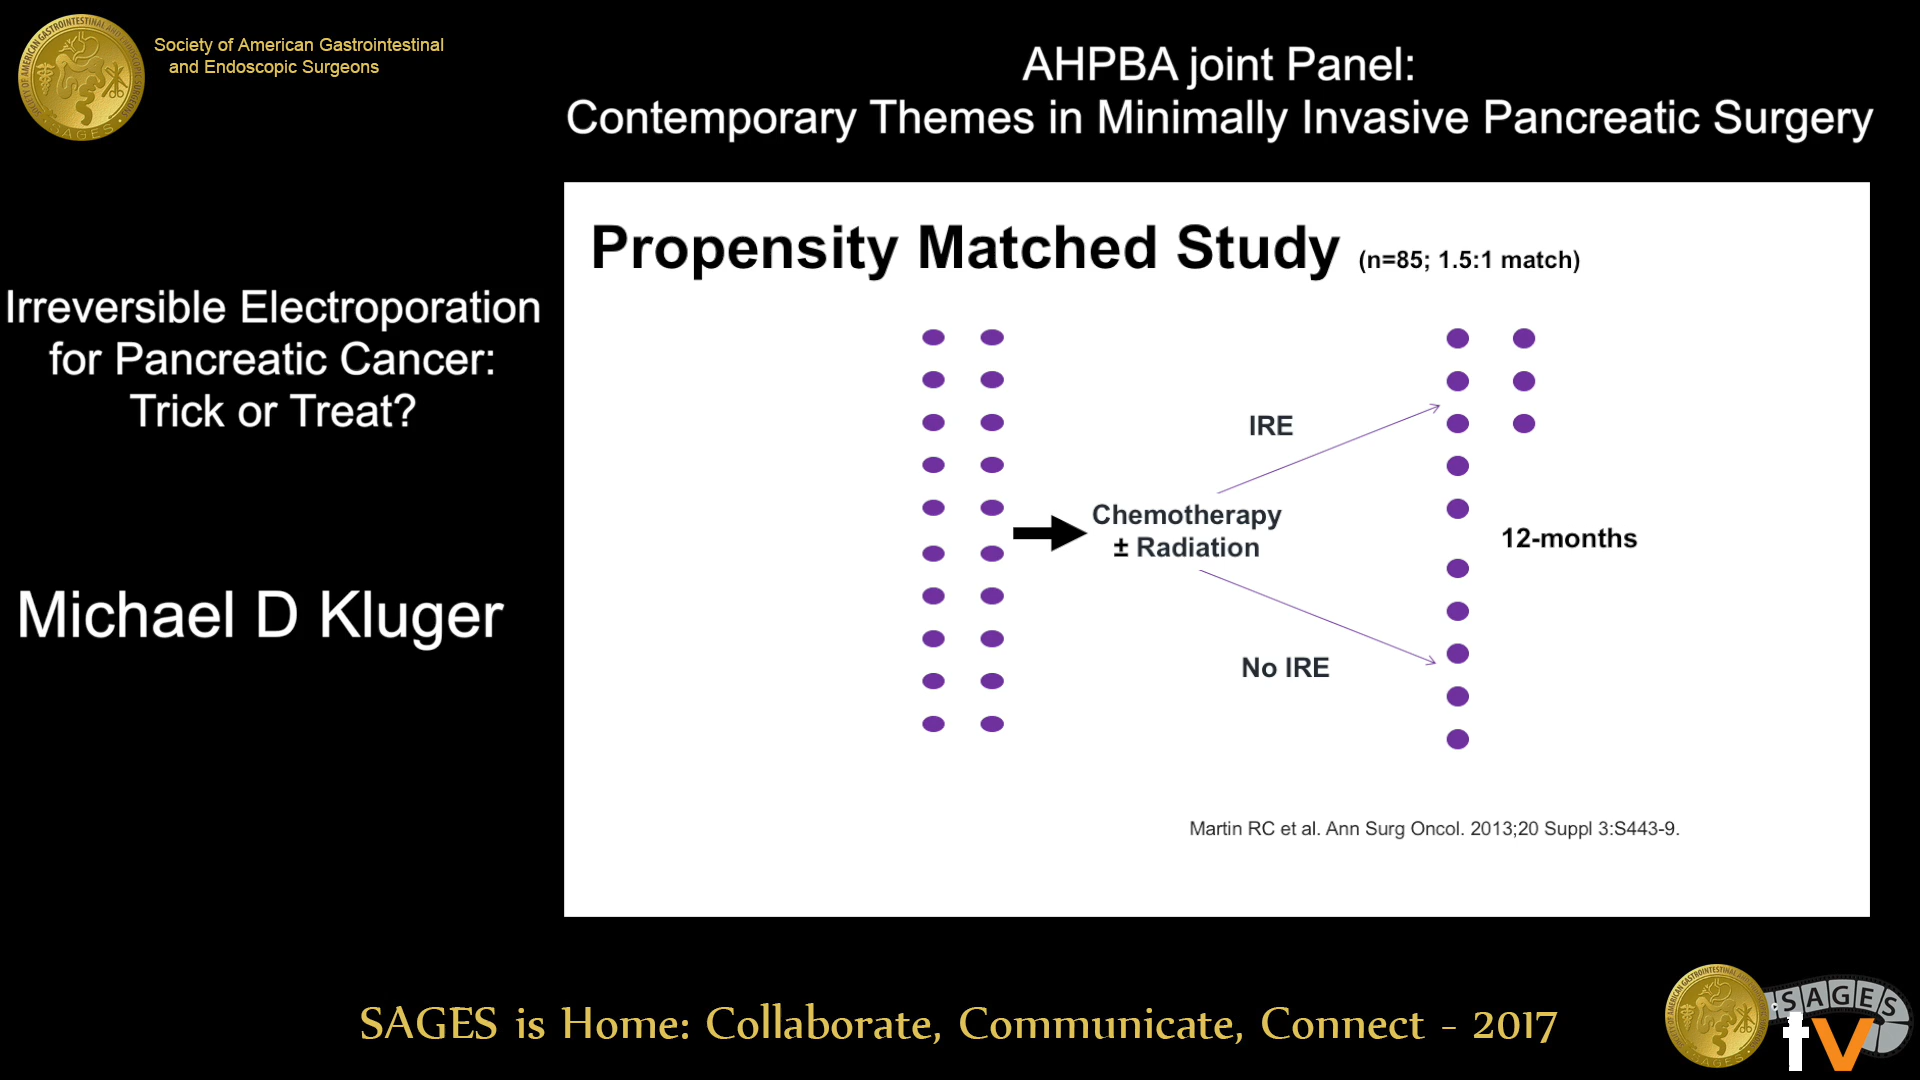 Society of American Gastrointestinal
and Endoscopic Surgeons
AHPBA joint Panel:
Contemporary Themes in Minimally Invasive Pancreatic Surgery
Irreversible Electroporation
for Pancreatic Cancer:
Trick or Treat?
Michael D Kluger
Propensity Matched Study (n=85; 1.5:1 match)
IRE
Chemotherapy
± Radiation
12-months
No IRE
Martin RC et al. Ann Surg Oncol. 2013;20 Suppl 3:S443-9.
SAGES is Home: Collaborate, Communicate, Connect - 2017
SAGES
tv